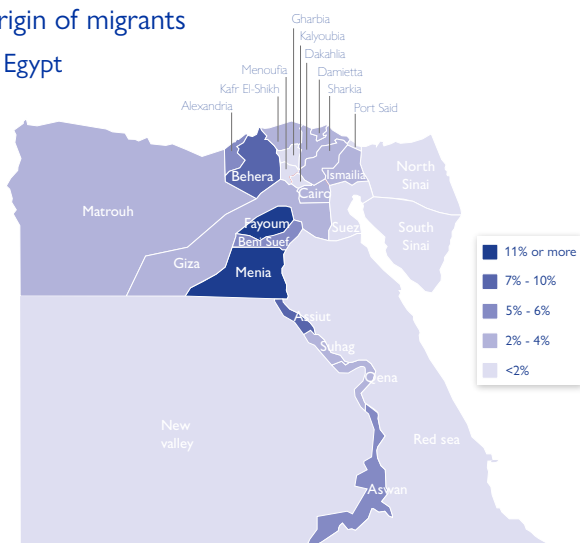 rigin of migrants
Egypt
Gharbia
Kalyoubia
Dakahlia
Menoufia
Damietta
Kafr El-Shikh
Sharkia
Alexandria
Port Said
North
Sinai
Behera
Ismailia
Cairo
Matrouh
Fayoum
Suez
South
Sinai
Beni Suef
Giza
Menia
11% or more
7% - 10%
5% - 6%
2% - 4%
<2%
Assiut
Suhag
Qena
New
valley
Red sea
Aswan